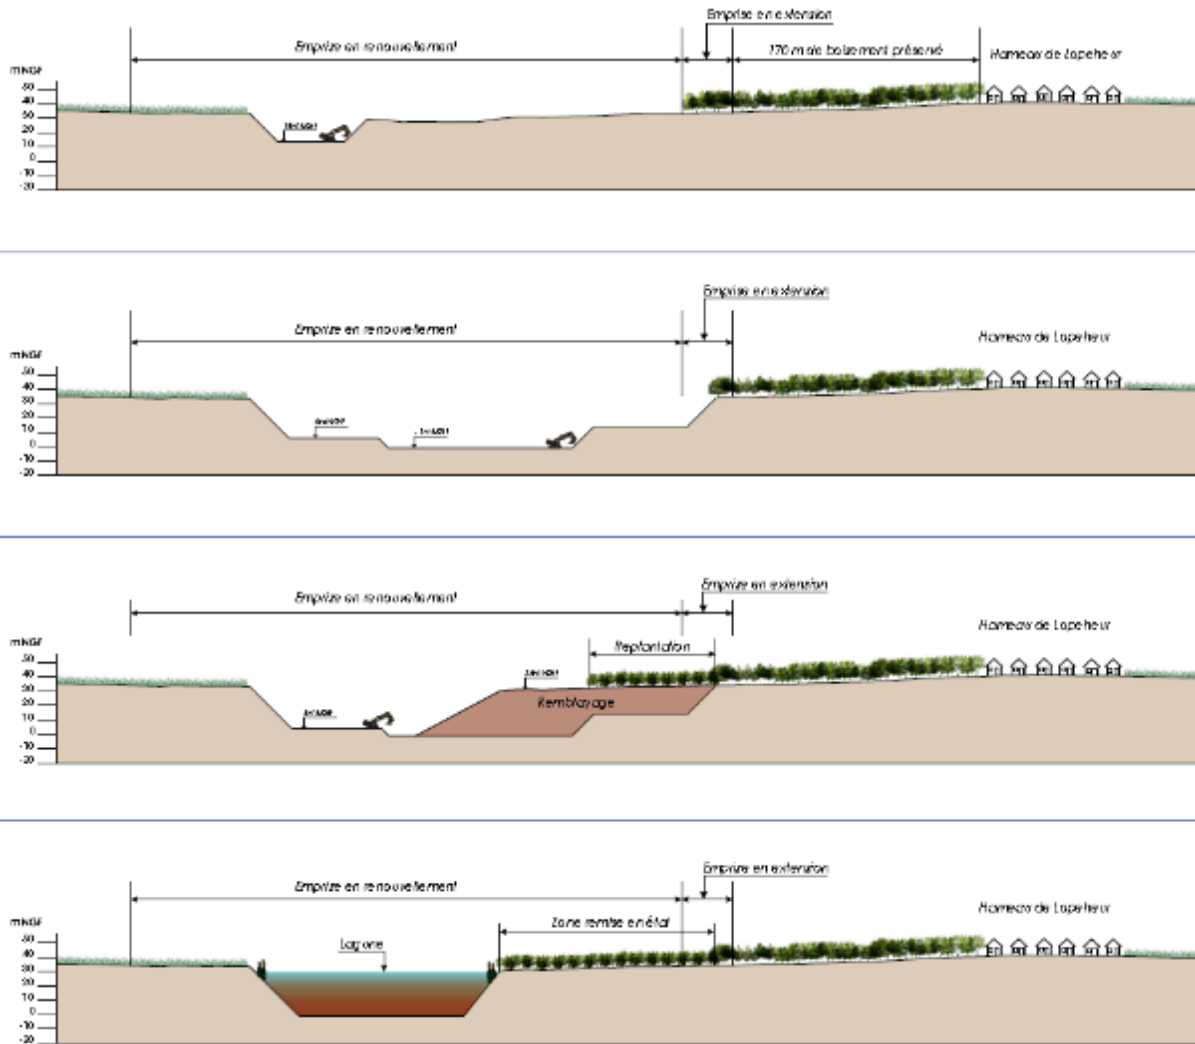 Emprise en extension
Emprise en renouvellement
170 m de boisement préservé
Hameau de Lapeheur
mNGF
50
40
30
20
10
0
-10
-20
Emprise en extension
Emprise en renouvellement
Hameau de Lapeheur
mNGF
50
40
30
20
10
0
-10
-20
Emprise en extension
Emprise en renouvellement
Hameau de Lapeheur
mNGF
Replantation
50
40
30
20
10
0
-10
-20
Remblayage
Emprise en extension
Emprise en renouvellement
Hameau de Lapeheur
mNGF
Zone remise en état
Lagune
50
40
30
20
10
0
-10
-20